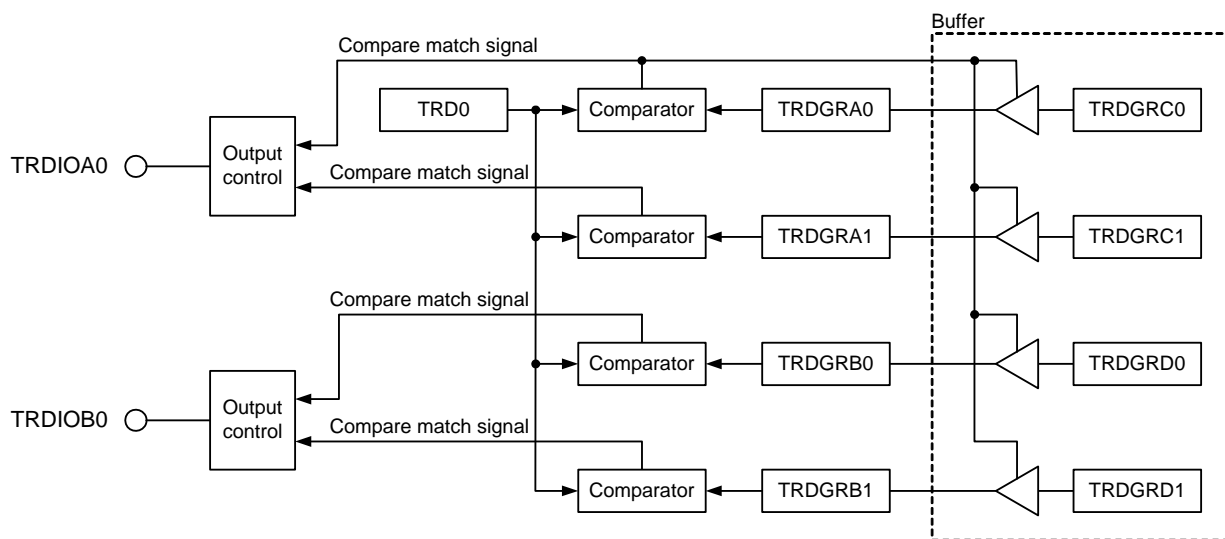 Buffer
Compare match signal
TRD0
Comparator
TRDGRA0
TRDGRC0
TRDIOA0
Output
control
Compare match signal
Comparator
TRDGRA1
TRDGRC1
Compare match signal
Comparator
TRDGRB0
TRDGRD0
TRDIOB0
Output
control
Compare match signal
Comparator
TRDGRB1
TRDGRD1